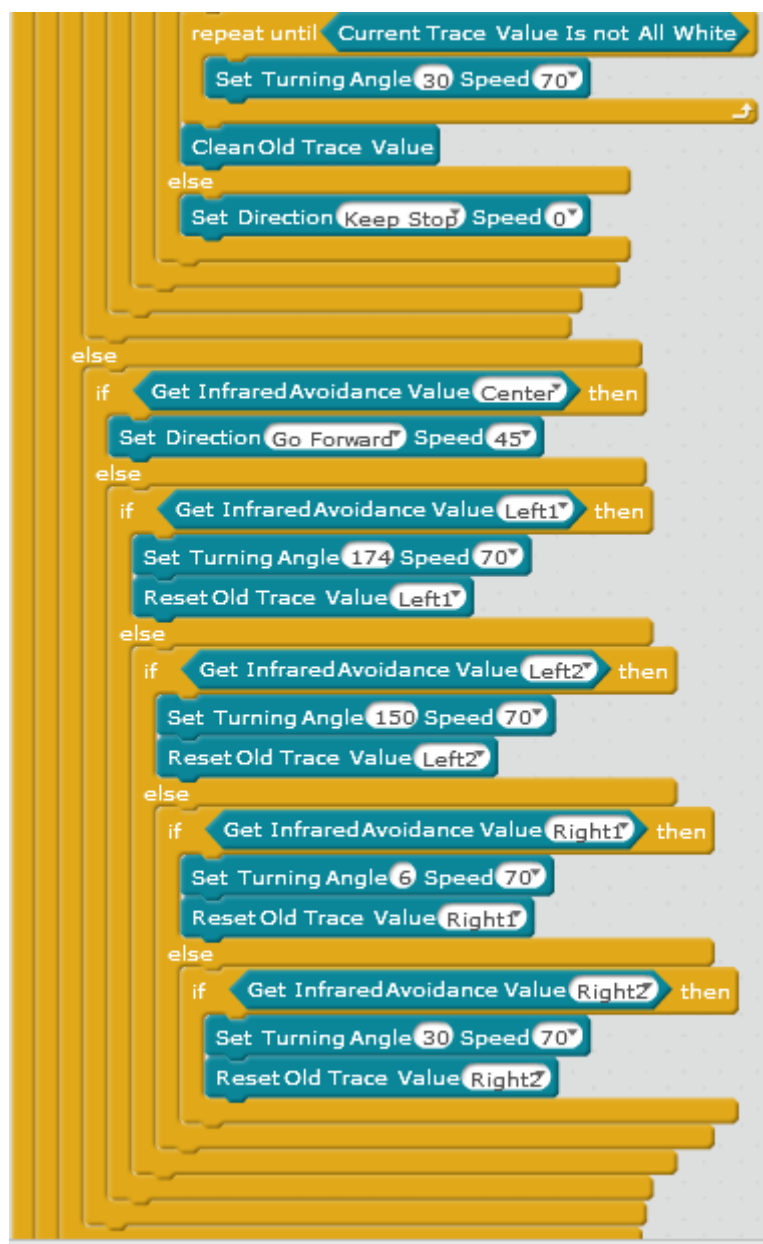 repeat until Current Trace Value Is not All White
Set Turning Angle 30 Speed 70
Clean Old Trace Value
else
Set Direction Keep Stop Speed 0
else
if Get Infrared Avoidance Value Center then
Set Direction Go Forward Speed 45
else
if Get Infrared Avoidance Value Left1 then
Set Turning Angle 174 Speed 70
Reset Old Trace Value Left1
else
if Get Infrared Avoidance Value Left2 then
Set Turning Angle 150 Speed 70
Reset Old Trace Value Left2
else
if Get Infrared Avoidance Value Right1 then
Set Turning Angle 6 Speed 70
Reset Old Trace Value Right1
else
if Get Infrared Avoidance Value Right2 then
Set Turning Angle 30 Speed 70
Reset Old Trace Value Right2